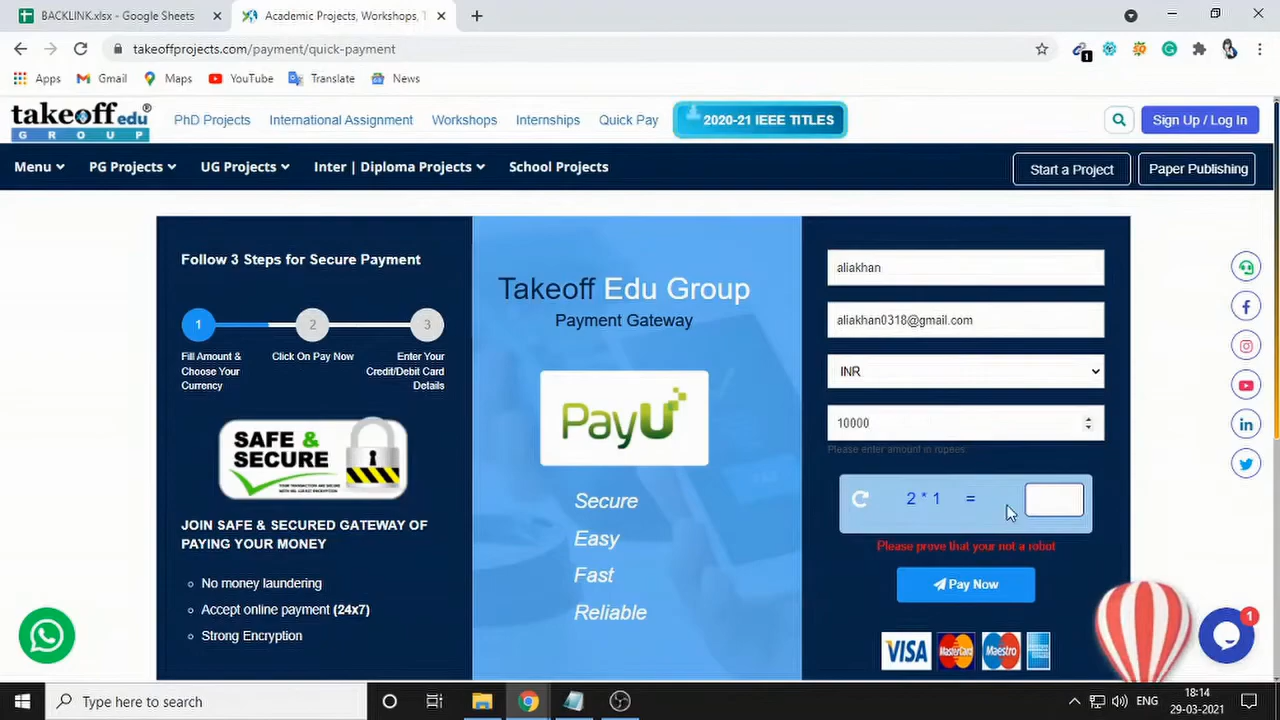 BACKLINK.xlsx - Google Sheets
Academic Projects, Workshops, T
takeoffprojects.com/payment/quick-payment
1
Apps
Gmail
Maps
YouTube
Translate
News
takeoff edu®
GROUP
PhD Projects
International Assignment
Workshops
Internships
Quick Pay
2020-21 IEEE TITLES
Sign Up / Log In
Menu
PG Projects
UG Projects
Inter | Diploma Projects
School Projects
Start a Project
Paper Publishing
Follow 3 Steps for Secure Payment
1
2
3
Fill Amount &
Choose Your
Currency
Click On Pay Now
Enter Your
Credit/Debit Card
Details
SAFE &
SECURE
JOIN SAFE & SECURED GATEWAY OF
PAYING YOUR MONEY
No money laundering
Accept online payment (24x7)
Strong Encryption
Takeoff Edu Group
Payment Gateway
PayU
Secure
Easy
Fast
Reliable
aliakhan
aliakhan0318@gmail.com
INR
10000
Please enter amount in rupees.
2 * 1 =
Please prove that your not a robot
Pay Now
VISA
MasterCard
Maestro
1
Type here to search
ENG
18:14
29-03-2021